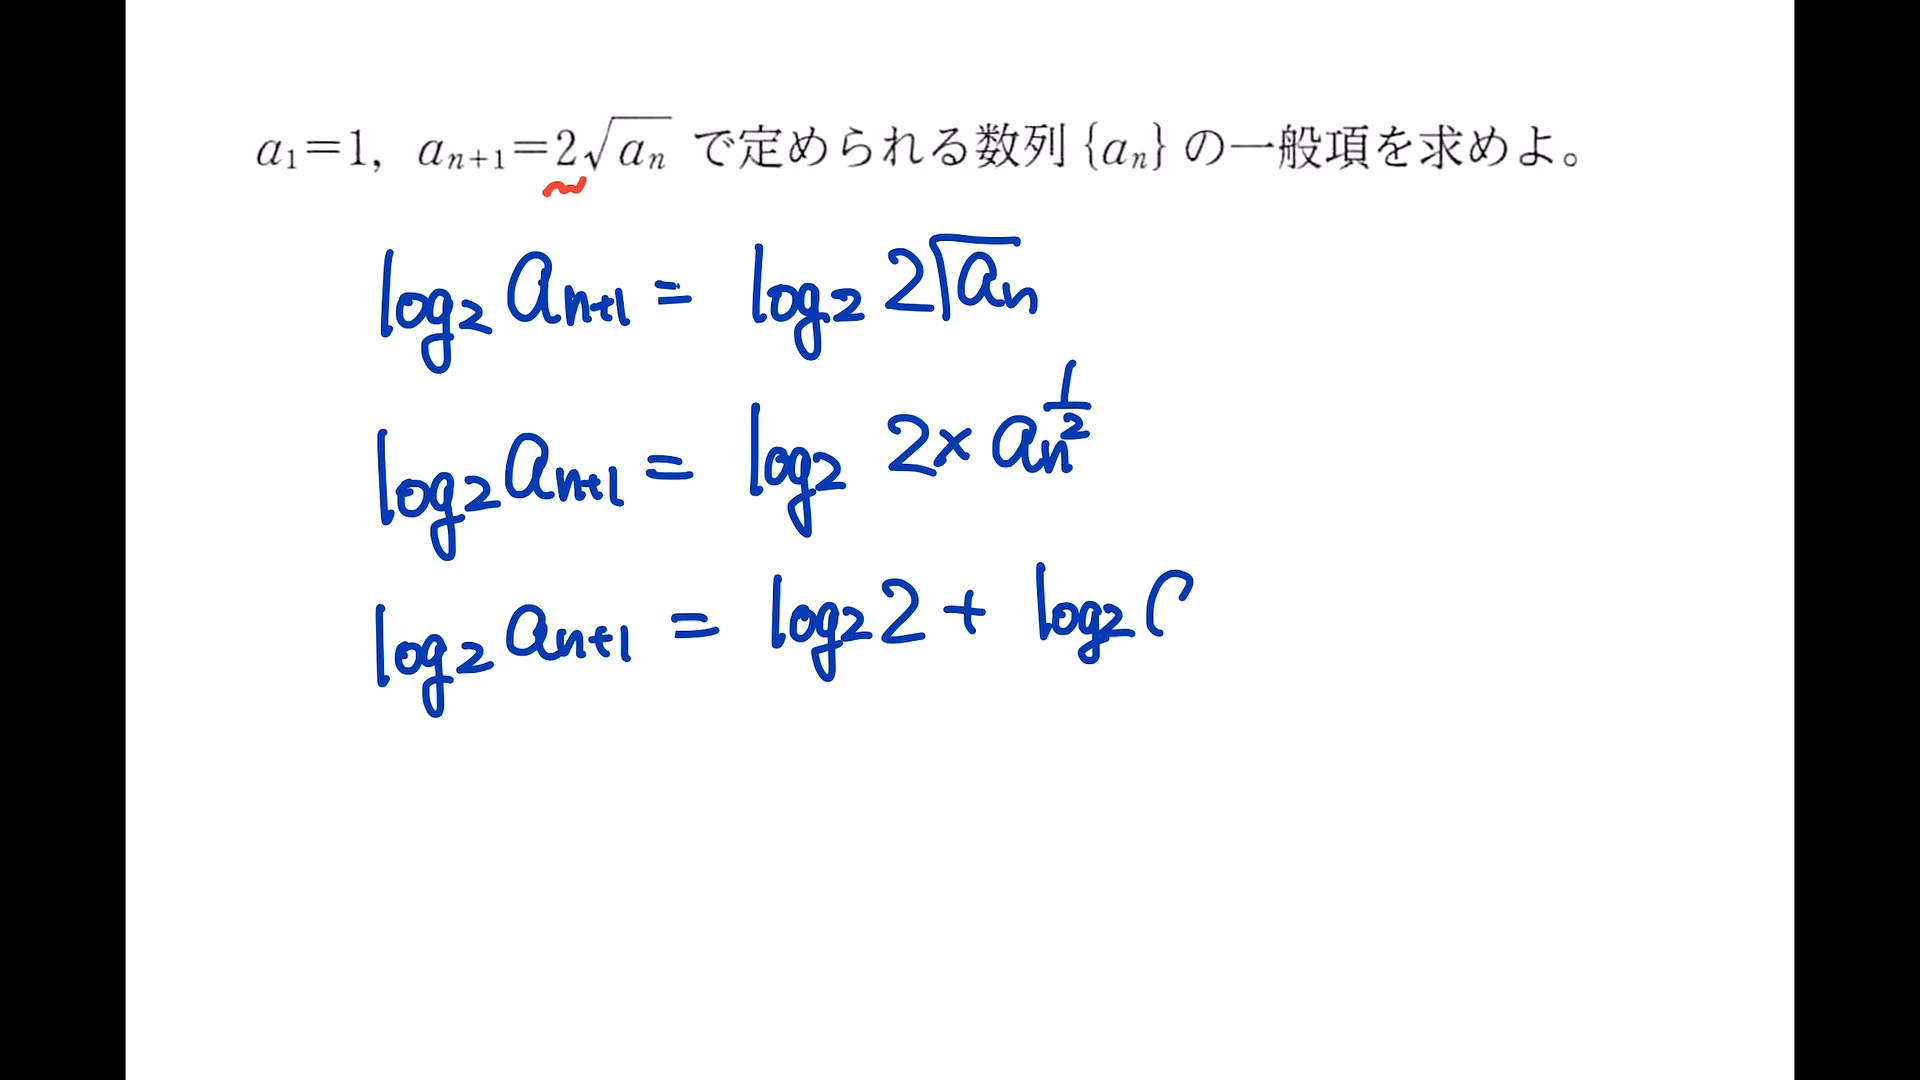 a₁=1, aₙ₊₁=2√aₙ で定められる数列 {aₙ} の一般項を求めよ。
log₂ aₙ₊₁ = log₂ 2√aₙ
log₂ aₙ₊₁ = log₂ 2× aₙ^(1/2)
log₂ aₙ₊₁ = log₂ 2 + log₂